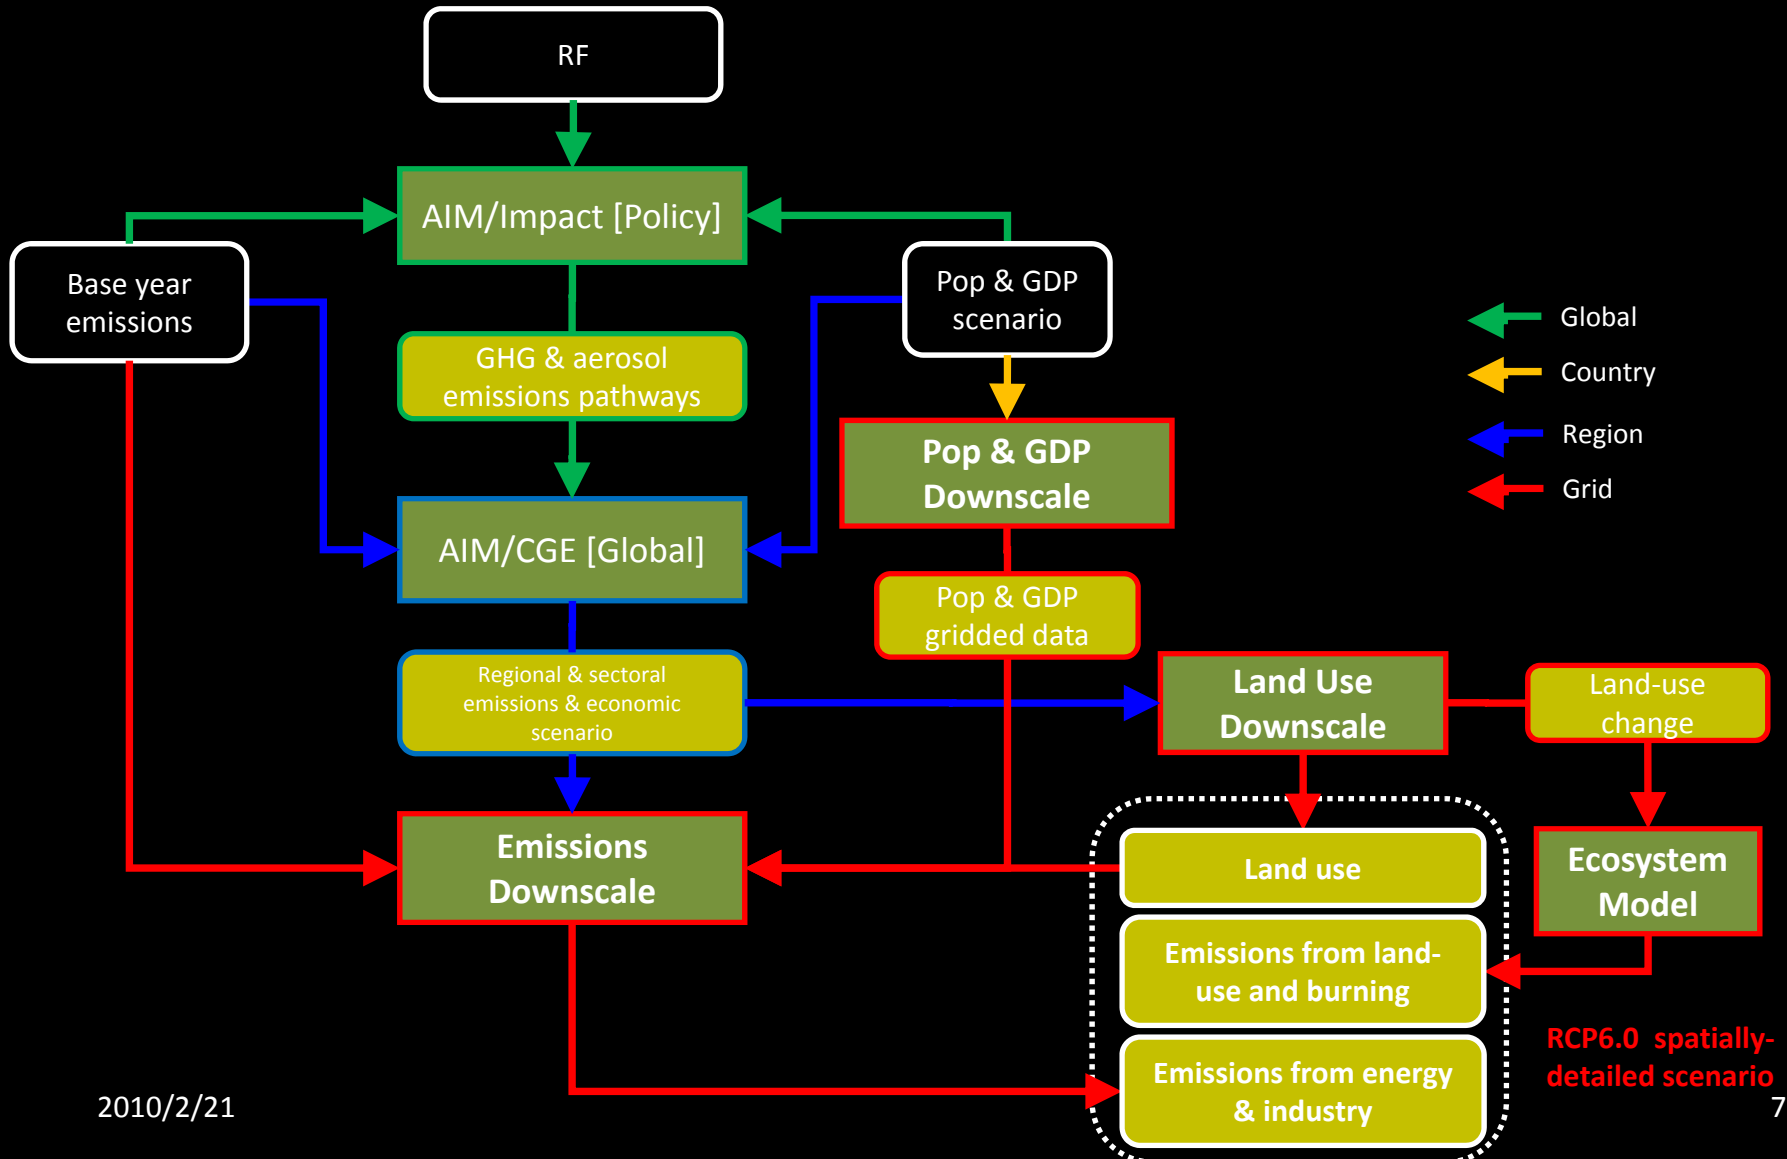 RF
AIM/Impact [Policy]
Base year
emissions
Pop & GDP
scenario
GHG & aerosol
emissions pathways
Global
Country
Region
Grid
Pop & GDP
Downscale
AIM/CGE [Global]
Pop & GDP
gridded data
Regional & sectoral
emissions & economic
scenario
Land Use
Downscale
Land-use
change
Emissions
Downscale
Land use
Ecosystem
Model
Emissions from land-
use and burning
Emissions from energy
& industry
RCP6.0 spatially-
detailed scenario
2010/2/21
7